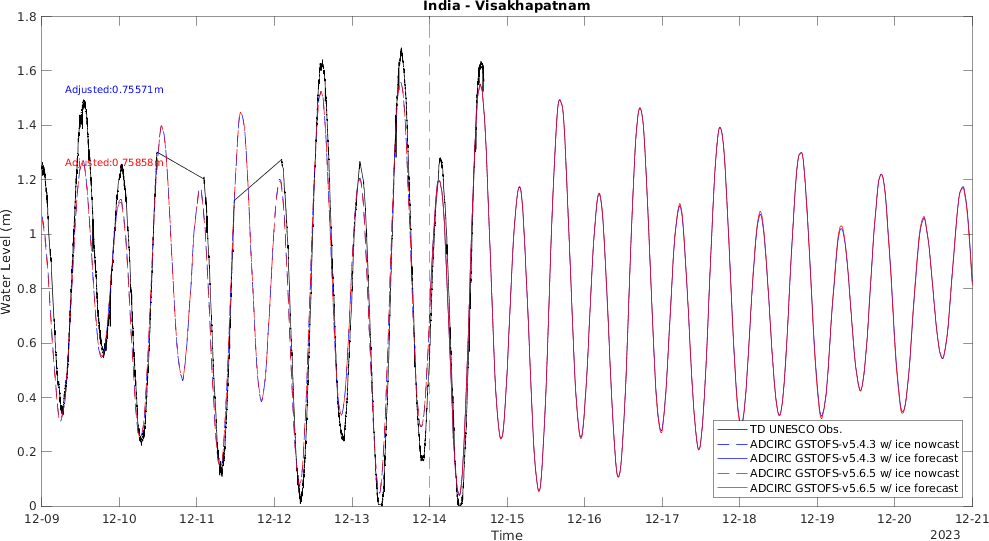 India - Visakhapatnam
1.8
1.6
1.4
1.2
1
0.8
0.6
0.4
0.2
0
Water Level (m)
Adjusted:0.75571m
Adjusted:0.75858m
TD UNESCO Obs.
ADCIRC GSTOFS-v5.4.3 w/ ice nowcast
ADCIRC GSTOFS-v5.4.3 w/ ice forecast
ADCIRC GSTOFS-v5.6.5 w/ ice nowcast
ADCIRC GSTOFS-v5.6.5 w/ ice forecast
12-09 12-10 12-11 12-12 12-13 12-14 12-15 12-16 12-17 12-18 12-19 12-20 12-21
Time
2023